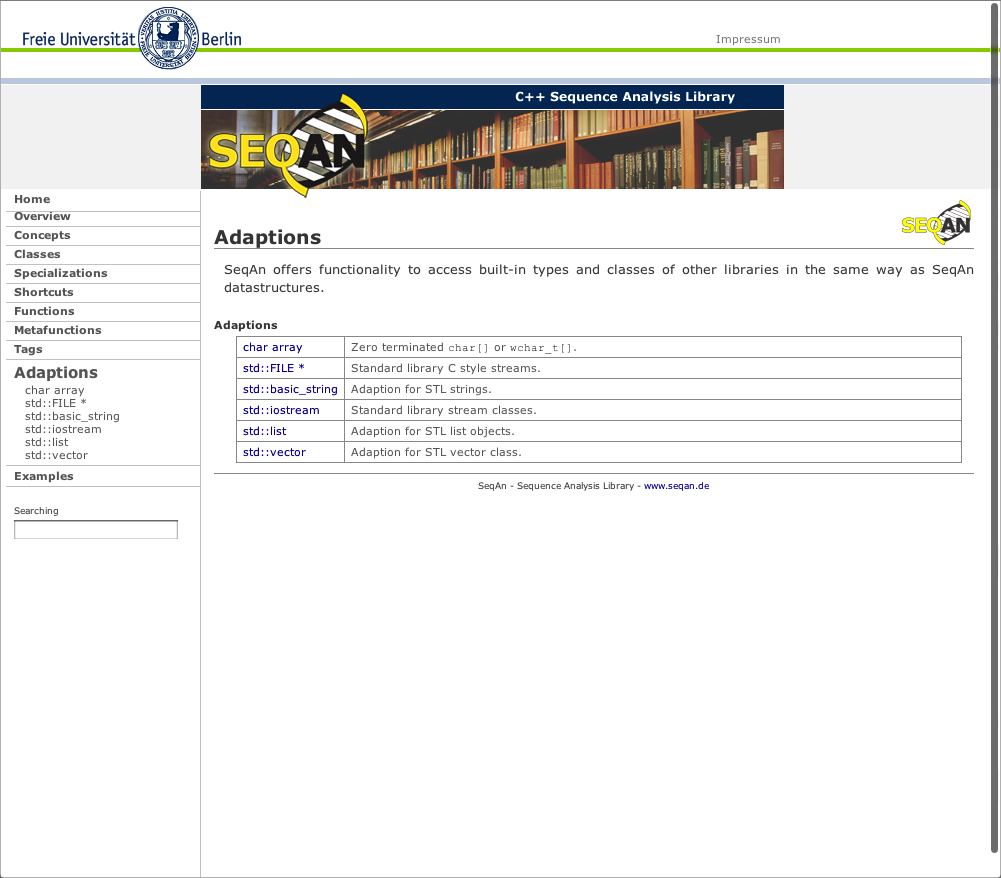 Freie Universität Berlin
Impressum
C++ Sequence Analysis Library
SEQAN
Home
Overview
Concepts
Classes
Specializations
Shortcuts
Functions
Metafunctions
Tags
Adaptions
char array
std::FILE *
std::basic_string
std::iostream
std::list
std::vector
Examples
Searching
SEQAN
Adaptions
SeqAn offers functionality to access built-in types and classes of other libraries in the same way as SeqAn
datastructures.
Adaptions
char array Zero terminated char[] or wchar_t[].
std::FILE * Standard library C style streams.
std::basic_string Adaption for STL strings.
std::iostream Standard library stream classes.
std::list Adaption for STL list objects.
std::vector Adaption for STL vector class.
SeqAn - Sequence Analysis Library - www.seqan.de